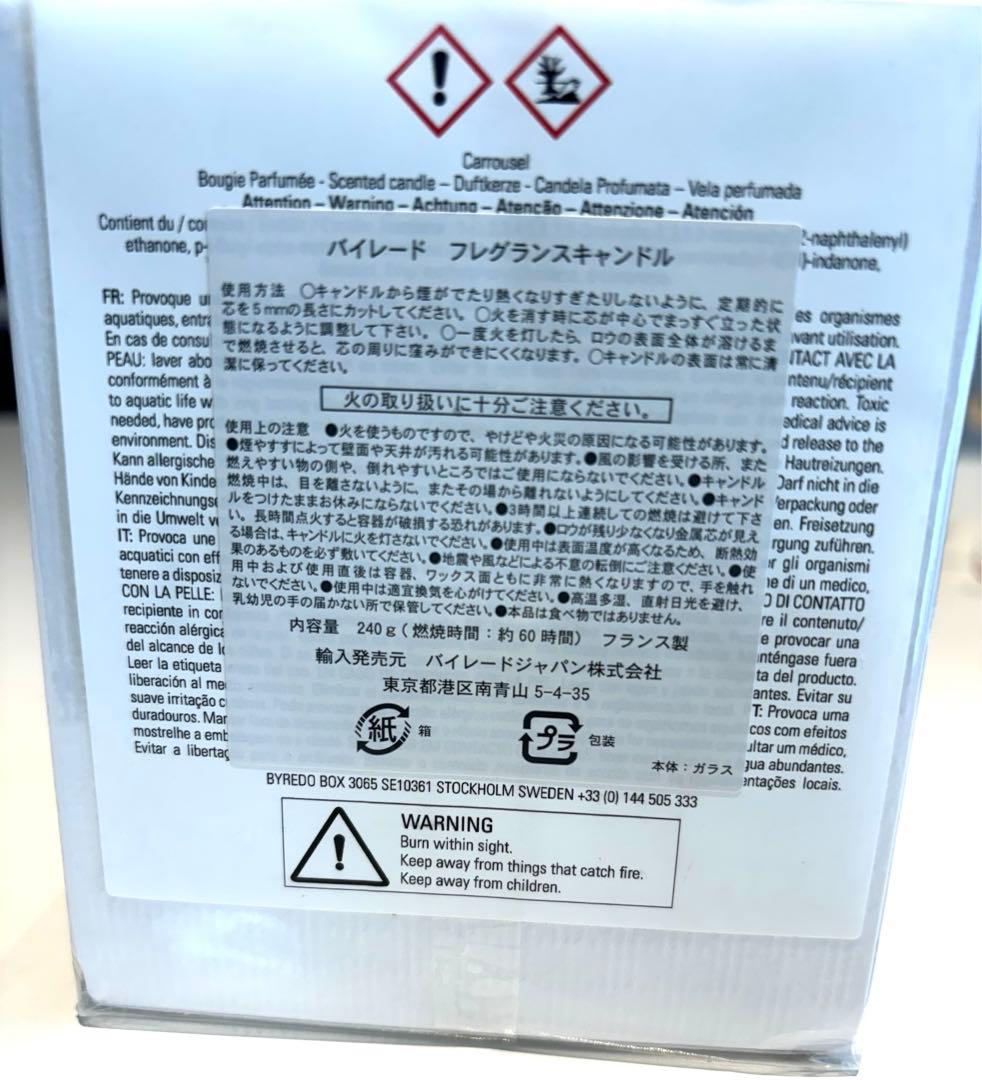 Carrousel
Bougie Parfumée - Scented candle – Duftkerze - Candela Profumata – Vela perfumada
Attention – Warning – Achtung – Atenção – Attenzione – Atención
Contient du / co
2-naphthalenyl)
ethanone, p-
)-indanone,
バイレード フレグランスキャンドル
使用方法 ○キャンドルから煙がでたり熱くなりすぎたりしないように、定期的に
芯を5mmの長さにカットしてください。○火を消す時に芯が中心でまっすぐ立った状
態になるように調整して下さい。○一度火を灯したら、ロウの表面全体が溶けるま
で燃焼させると、芯の周りに窪みができにくくなります。○キャンドルの表面は常に清
潔に保ってください。
火の取り扱いに十分ご注意ください。
使用上の注意 ●火を使うものですので、やけどや火災の原因になる可能性があります。
●煙やすすによって壁面や天井が汚れる可能性があります。●風の影響を受ける所、また
燃えやすい物の側や、倒れやすいところではご使用にならないでください。●キャンドル
燃焼中は、目を離さないように、またその場から離れないようにしてください。●キャンド
ルをつけたままお休みにならないでください。●3時間以上連続しての燃焼は避けて下さ
い。長時間点火すると容器が破損する恐れがあります。●ロウが残り少なくなり金属芯が見え
る場合は、キャンドルに火を灯さないでください。●使用中は表面温度が高くなるため、断熱効
果のあるものを必ず敷いてください。●地震や風などによる不意の転倒にご注意ください。●使
用中および使用直後は容器、ワックス面ともに非常に熱くなりますので、手を触れ
ないでください。●使用中は適宜換気を心がけてください。●高温多湿、直射日光を避け、
乳幼児の手の届かない所で保管してください。●本品は食べ物ではありません。
内容量 240g(燃焼時間:約60時間) フランス製
輸入発売元 バイレードジャパン株式会社
東京都港区南青山 5-4-35
紙 箱 プラ 包装
本体:ガラス
FR: Provoque u
aquatiques, entr
En cas de consu
PEAU: laver abo
conformément à
to aquatic life w
needed, have pr
environment. Dis
Kann allergische
Hände von Kinde
Kennzeichnungs
in die Umwelt v
IT: Provoca une
acquatici con eff
tenere a disposiz
CON LA PELLE:
recipiente in cor
reacción alérgic
del alcance de l
Leer la etiqueta
liberación al me
suave irritação c
duradouros. Mar
mostrelhe a emb
Evitar a libertaç
es organismes
vant utilisation.
TACT AVEC LA
ntenu/récipient
reaction. Toxic
edical advice is
d release to the
Hautreizungen.
Darf nicht in die
erpackung oder
en. Freisetzung
rgung zuführen.
r gli organismi
e di un medico,
O DI CONTATTO
re il contenuto/
e provocar una
nténgase fuera
ta del producto.
antes. Evitar su
T: Provoca uma
cos com efeitos
ultar um médico,
gua abundantes.
entações locais.
BYREDO BOX 3065 SE10361 STOCKHOLM SWEDEN +33 (0) 144 505 333
WARNING
Burn within sight.
Keep away from things that catch fire.
Keep away from children.